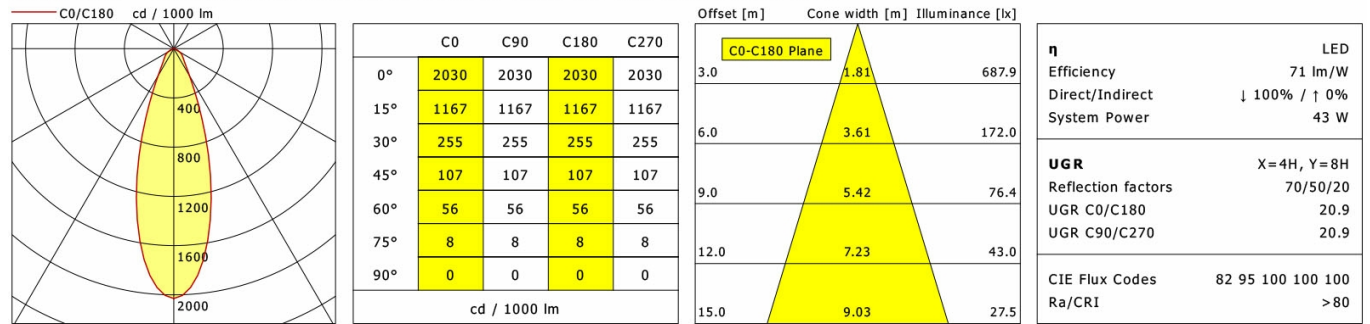 C0/C180 cd / 1000 lm
400
800
1200
1600
2000
C0 C90 C180 C270
0° 2030 2030 2030 2030
15° 1167 1167 1167 1167
30° 255 255 255 255
45° 107 107 107 107
60° 56 56 56 56
75° 8 8 8 8
90° 0 0 0 0
cd / 1000 lm
Offset [m] Cone width [m] Illuminance [lx]
C0-C180 Plane
3.0 1.81 687.9
6.0 3.61 172.0
9.0 5.42 76.4
12.0 7.23 43.0
15.0 9.03 27.5
η LED
Efficiency 71 lm/W
Direct/Indirect ↓ 100% / ↑ 0%
System Power 43 W
UGR X=4H, Y=8H
Reflection factors 70/50/20
UGR C0/C180 20.9
UGR C90/C270 20.9
CIE Flux Codes 82 95 100 100 100
Ra/CRI >80